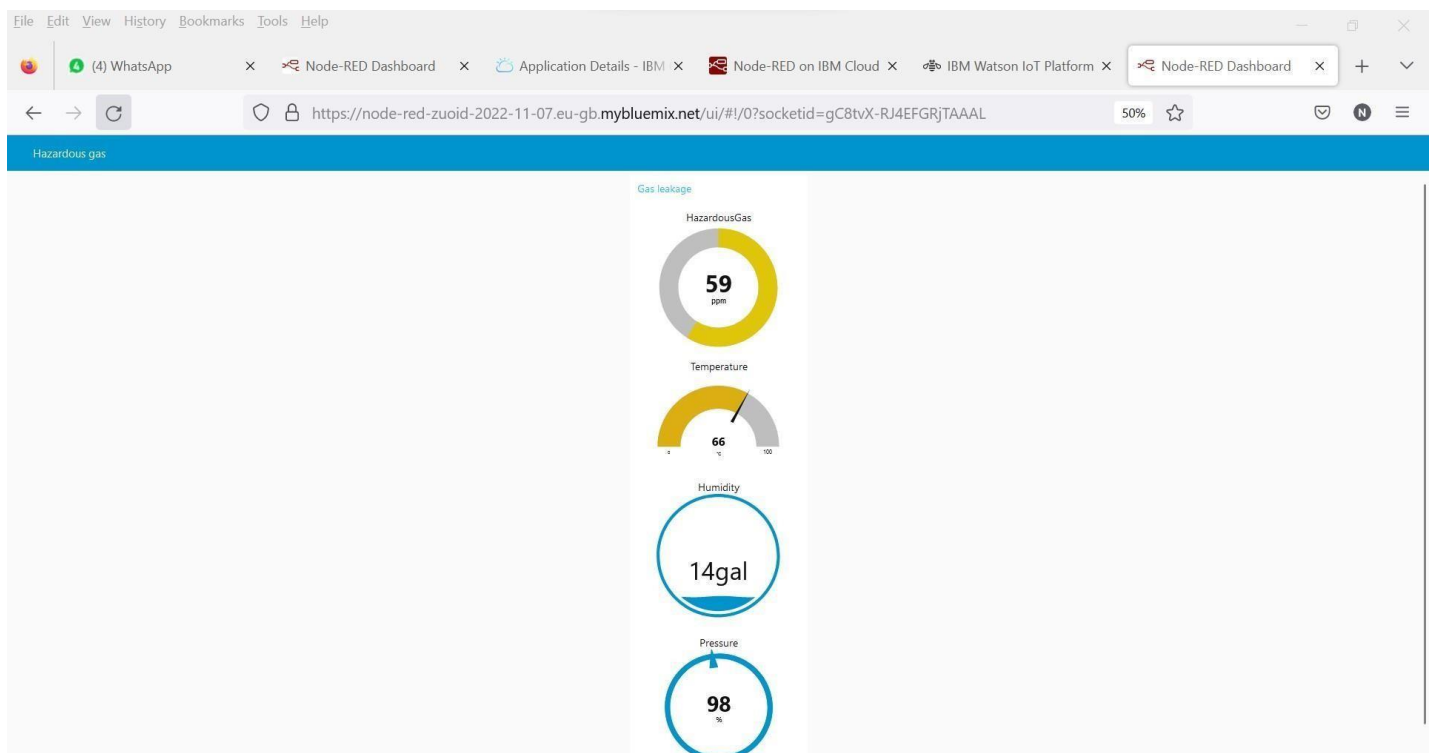 File Edit View History Bookmarks Tools Help
(4) WhatsApp
Node-RED Dashboard
Application Details - IBM
Node-RED on IBM Cloud
IBM Watson IoT Platform
Node-RED Dashboard
https://node-red-zuoid-2022-11-07.eu-gb.mybluemix.net/ui/#!/0?socketid=gC8tvX-RJ4EFGRjTAAAL
50%
N
Hazardous gas
Gas leakage
HazardousGas
59
ppm
Temperature
66
0 °C 100
Humidity
14gal
Pressure
98
%